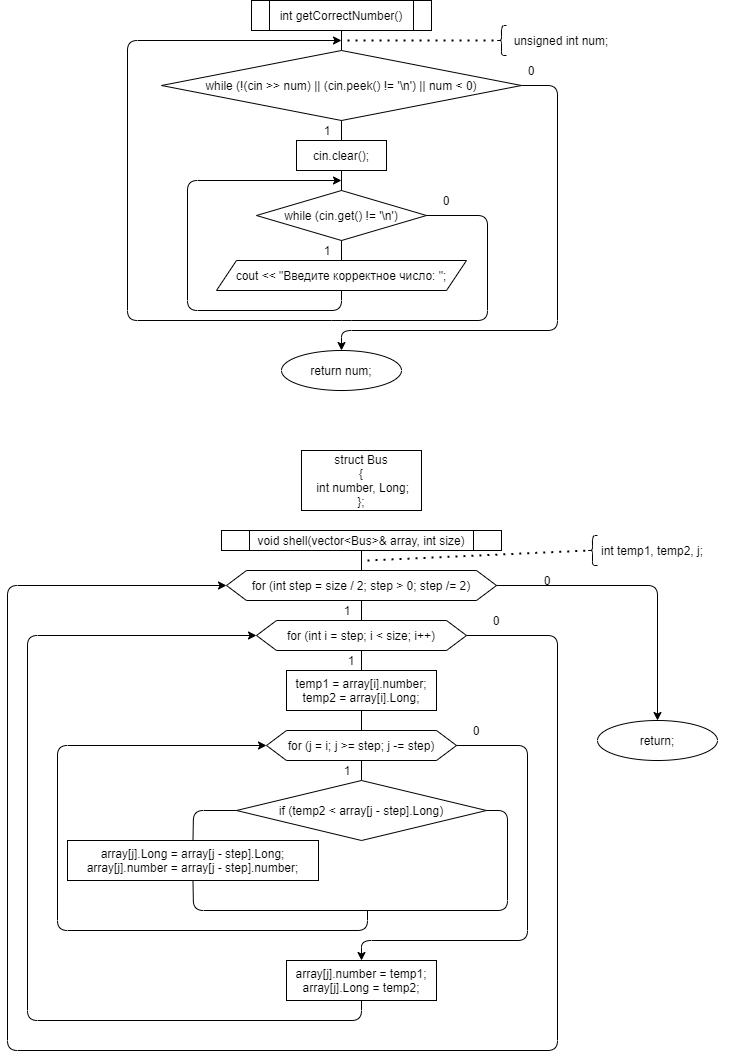 int getCorrectNumber()
unsigned int num;
0
while (!(cin >> num) || (cin.peek() != '\n') || num < 0)
1
cin.clear();
0
while (cin.get() != '\n')
1
cout << "Введите корректное число: ";
return num;
struct Bus
{
int number, Long;
};
void shell(vector<Bus>& array, int size)
int temp1, temp2, j;
for (int step = size / 2; step > 0; step /= 2)
0
1
for (int i = step; i < size; i++)
0
1
temp1 = array[i].number;
temp2 = array[i].Long;
for (j = i; j >= step; j -= step)
0
return;
1
if (temp2 < array[j - step].Long)
array[j].Long = array[j - step].Long;
array[j].number = array[j - step].number;
array[j].number = temp1;
array[j].Long = temp2;